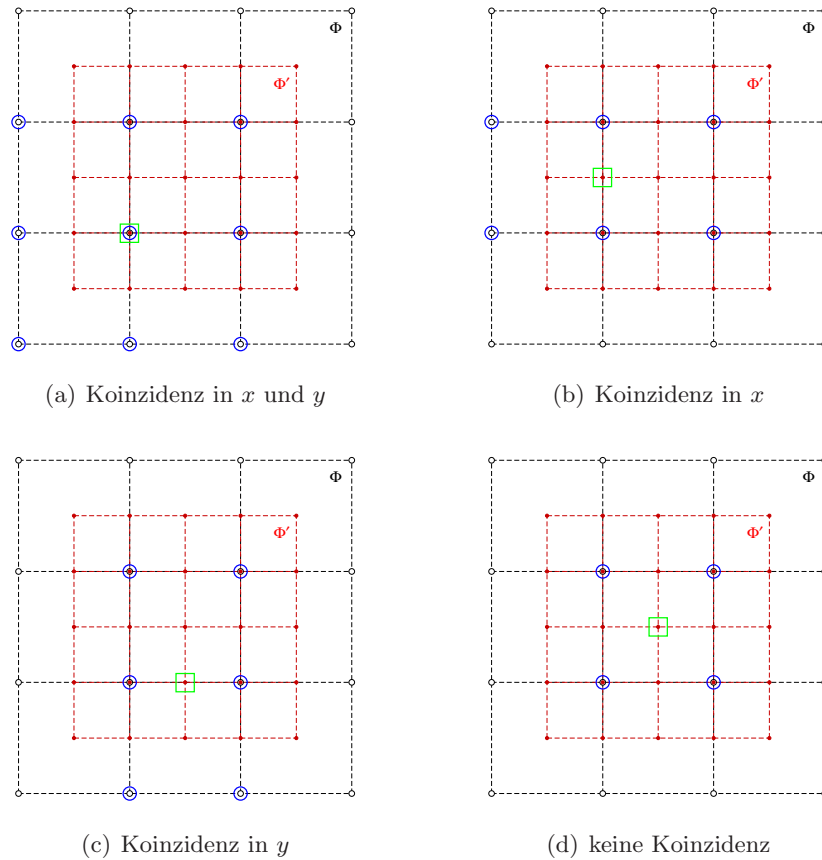 Φ
Φ′
Φ
Φ′
(a) Koinzidenz in x und y
(b) Koinzidenz in x
Φ
Φ′
Φ
Φ′
(c) Koinzidenz in y
(d) keine Koinzidenz